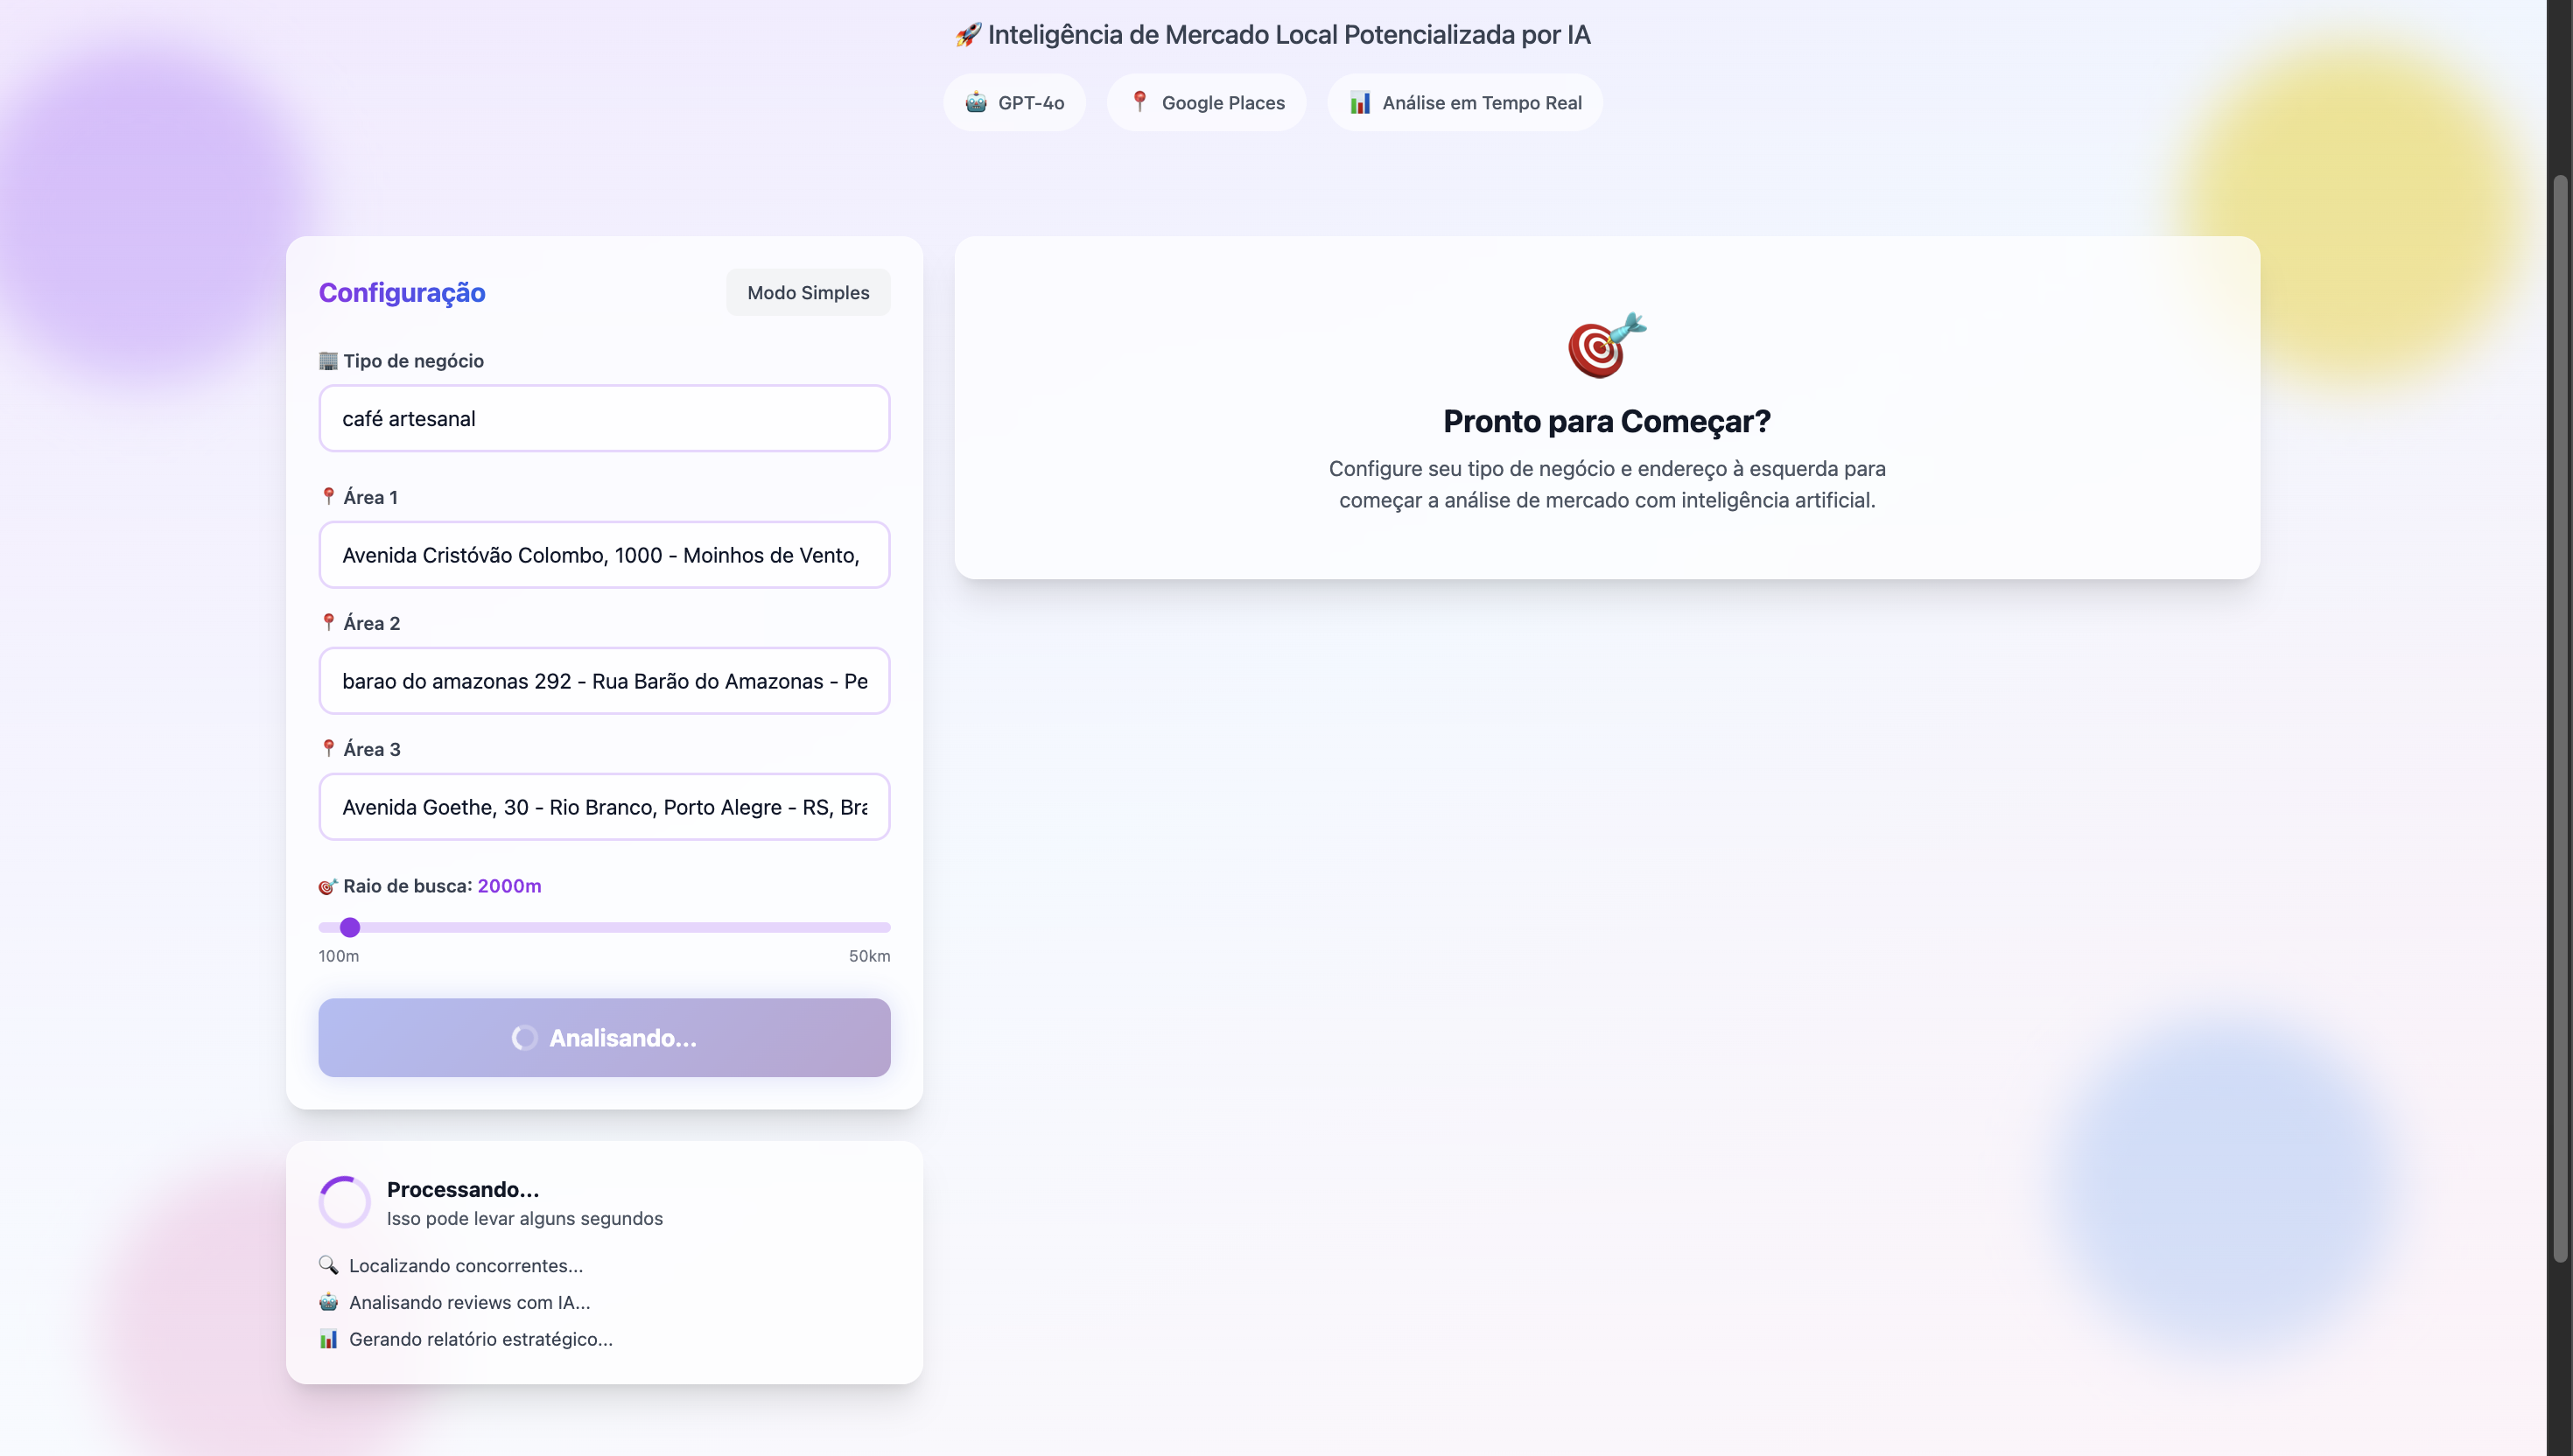 🚀 Inteligência de Mercado Local Potencializada por IA
🤖 GPT-4o
📍 Google Places
📊 Análise em Tempo Real
Configuração
Modo Simples
🏢 Tipo de negócio
café artesanal
📍 Área 1
Avenida Cristóvão Colombo, 1000 - Moinhos de Vento,
📍 Área 2
barao do amazonas 292 - Rua Barão do Amazonas - Pe
📍 Área 3
Avenida Goethe, 30 - Rio Branco, Porto Alegre - RS, Bra
🎯 Raio de busca: 2000m
100m
50km
Analisando...
Processando...
Isso pode levar alguns segundos
🔍 Localizando concorrentes...
🤖 Analisando reviews com IA...
📊 Gerando relatório estratégico...
🎯
Pronto para Começar?
Configure seu tipo de negócio e endereço à esquerda para
começar a análise de mercado com inteligência artificial.